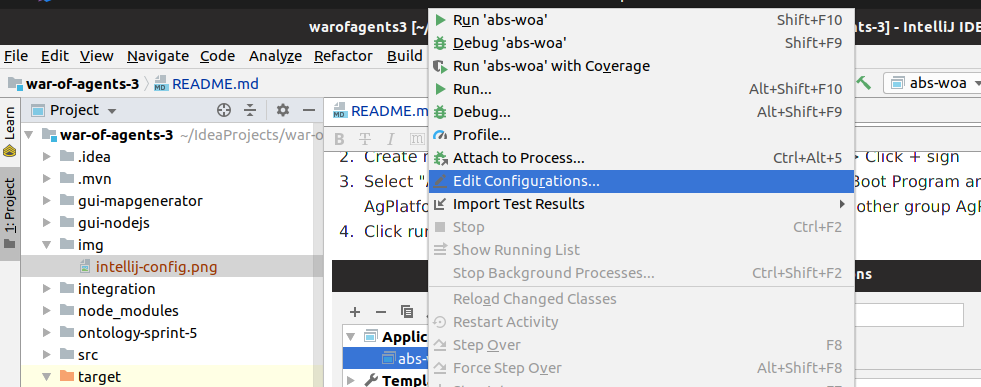 warofagents3 [~
s-3] - IntelliJ IDE
File Edit View Navigate Code Analyze Refactor Build
war-of-agents-3 README.md
abs-woa
Learn
1: Project
Project
war-of-agents-3 ~/IdeaProjects/war-o
.idea
.mvn
gui-mapgenerator
gui-nodejs
img
intellij-config.png
integration
node_modules
ontology-sprint-5
src
target
README.m
B T I m
2. Create n
> Click + sign
3. Select "A
Boot Program an
AgPlatfo
other group AgP
4. Click run
ons
Applic
abs-
Templ
Run 'abs-woa' Shift+F10
Debug 'abs-woa' Shift+F9
Run 'abs-woa' with Coverage
Run... Alt+Shift+F10
Debug... Alt+Shift+F9
Profile...
Attach to Process... Ctrl+Alt+5
Edit Configurations...
Import Test Results
Stop Ctrl+F2
Show Running List
Stop Background Processes... Ctrl+Shift+F2
Reload Changed Classes
Restart Activity
Step Over F8
Force Step Over Alt+Shift+F8